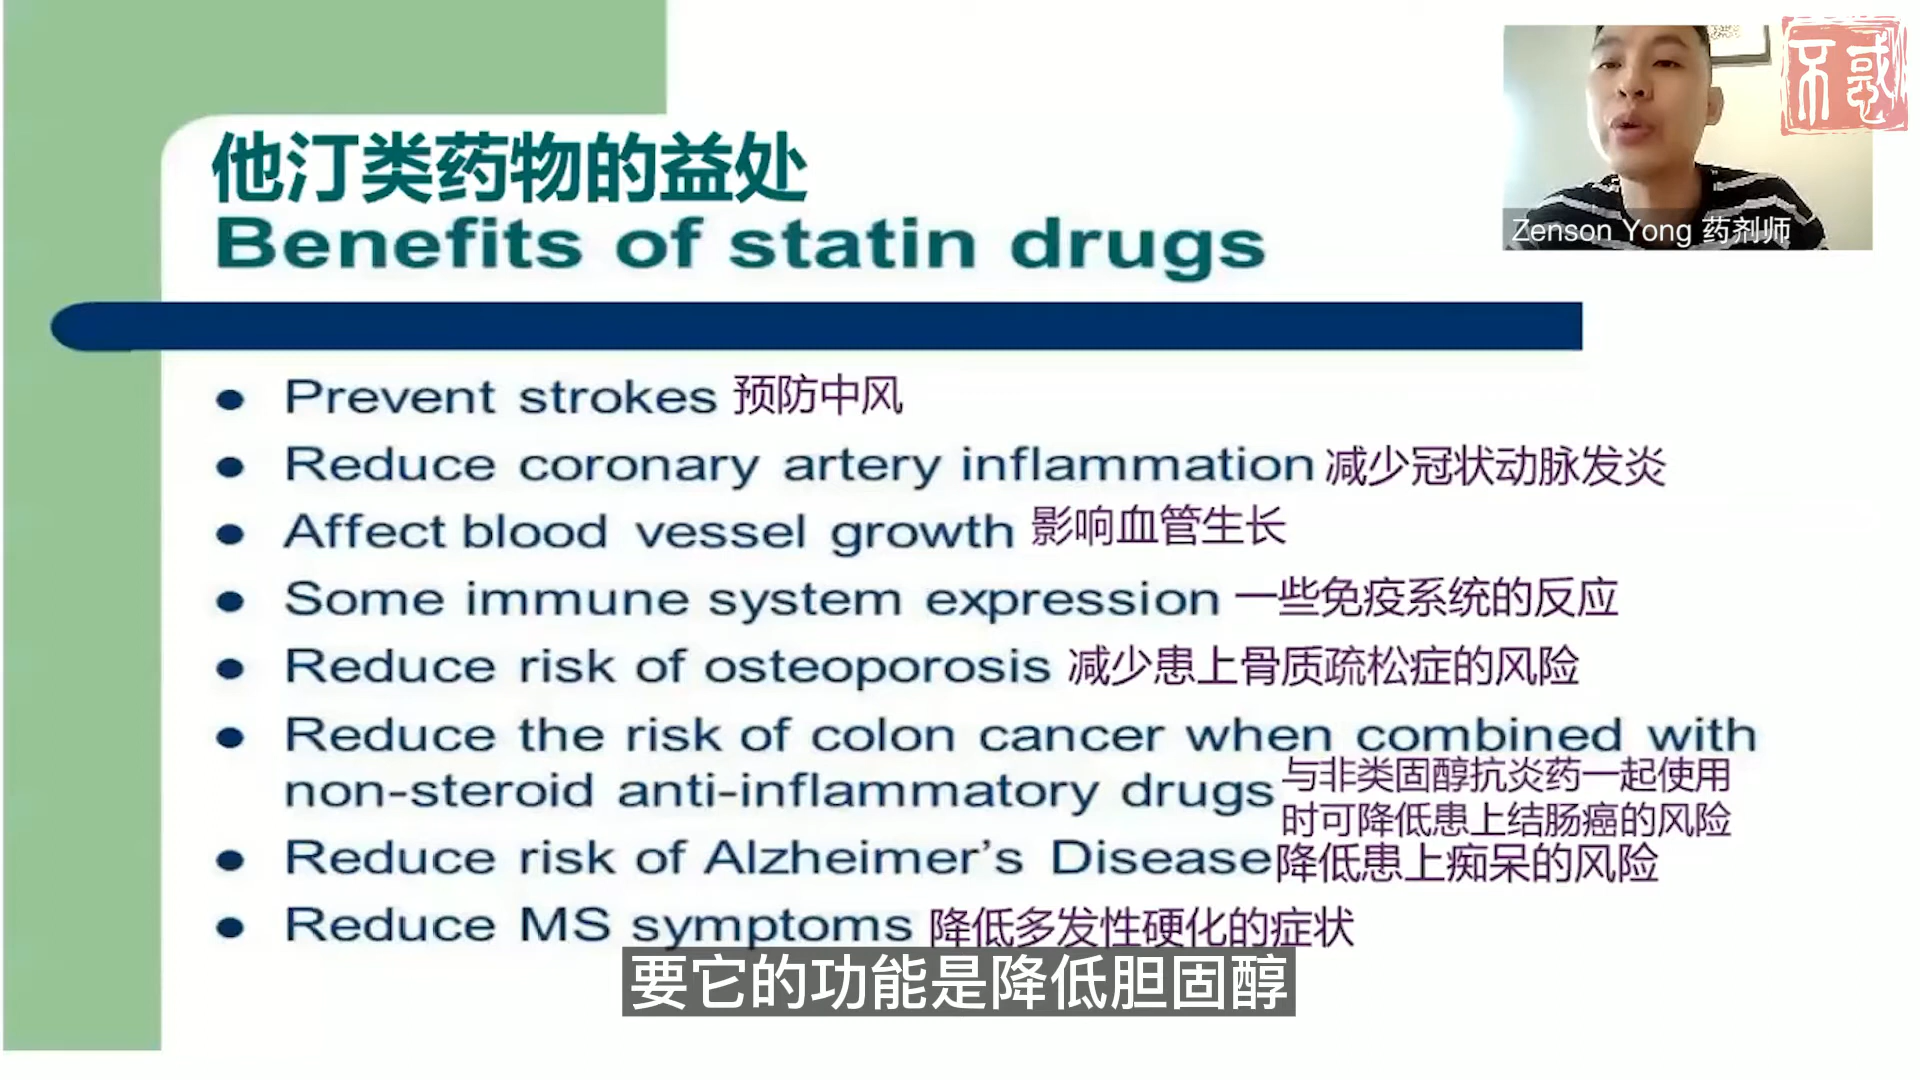 不惑
Zenson Yong 药剂师
他汀类药物的益处
Benefits of statin drugs
Prevent strokes 预防中风
Reduce coronary artery inflammation 减少冠状动脉发炎
Affect blood vessel growth 影响血管生长
Some immune system expression 一些免疫系统的反应
Reduce risk of osteoporosis 减少患上骨质疏松症的风险
Reduce the risk of colon cancer when combined with
non-steroid anti-inflammatory drugs 与非类固醇抗炎药一起使用
时可降低患上结肠癌的风险
Reduce risk of Alzheimer’s Disease 降低患上痴呆的风险
Reduce MS symptoms 降低多发性硬化的症状
要它的功能是降低胆固醇